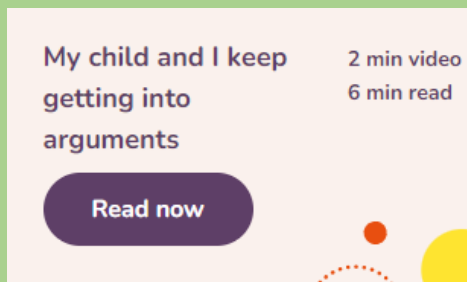 My child and I keep
getting into
arguments
Read now
2 min video
6 min read